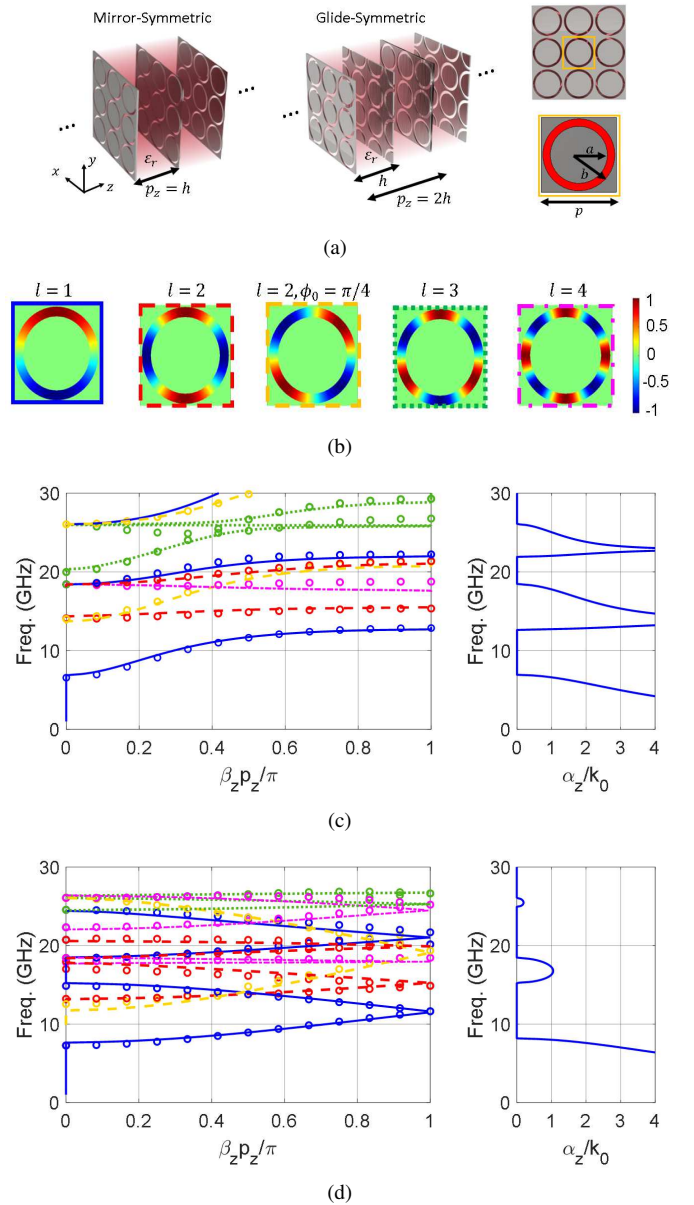 Mirror-Symmetric Glide-Symmetric
... ... ... ...
x y z
εr
pz = h
εr
h
pz = 2h
a
b
p
(a)
l = 1 l = 2 l = 2, ϕ0 = π/4 l = 3 l = 4
1
0.5
0
-0.5
-1
(b)
30
20
10
0
Freq. (GHz)
0 0.2 0.4 0.6 0.8 1
βzpz/π
30
20
10
0
Freq. (GHz)
0 1 2 3 4
αz/k0
(c)
30
20
10
0
Freq. (GHz)
0 0.2 0.4 0.6 0.8 1
βzpz/π
30
20
10
0
Freq. (GHz)
0 1 2 3 4
αz/k0
(d)